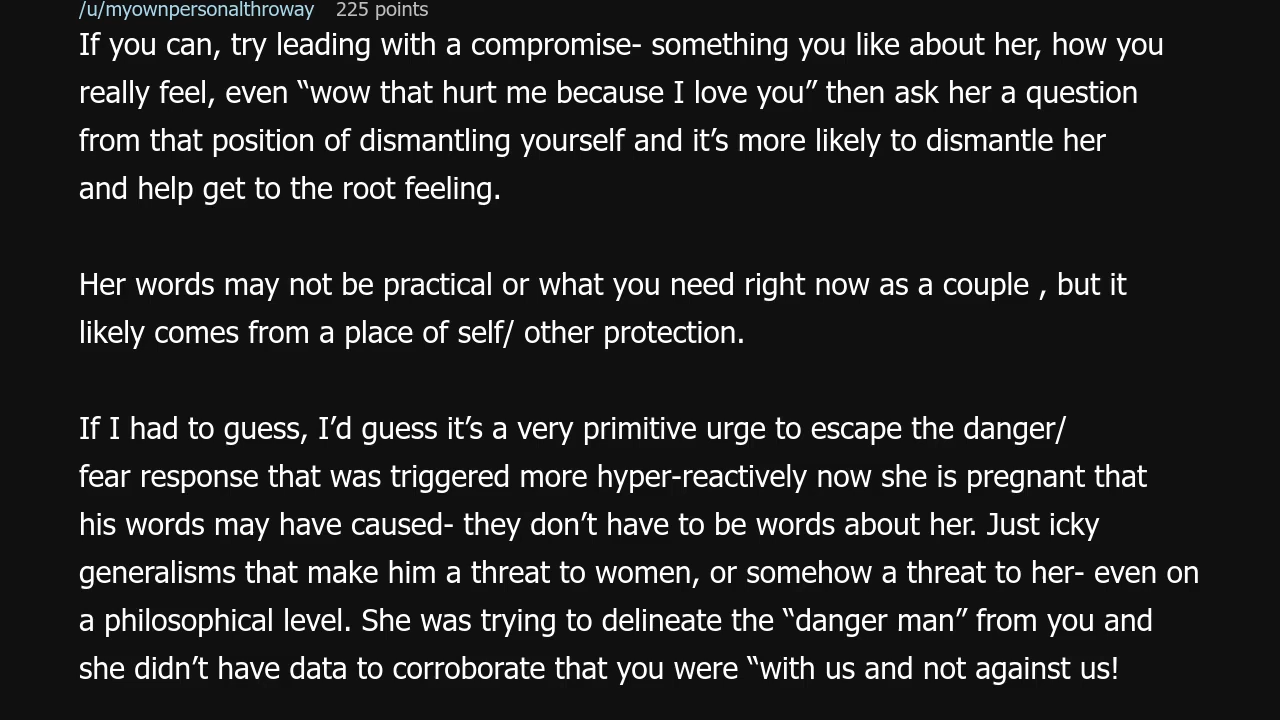 /u/myownpersonalthroway 225 points
If you can, try leading with a compromise- something you like about her, how you
really feel, even “wow that hurt me because I love you” then ask her a question
from that position of dismantling yourself and it’s more likely to dismantle her
and help get to the root feeling.
Her words may not be practical or what you need right now as a couple , but it
likely comes from a place of self/ other protection.
If I had to guess, I’d guess it’s a very primitive urge to escape the danger/
fear response that was triggered more hyper-reactively now she is pregnant that
his words may have caused- they don’t have to be words about her. Just icky
generalisms that make him a threat to women, or somehow a threat to her- even on
a philosophical level. She was trying to delineate the “danger man” from you and
she didn’t have data to corroborate that you were “with us and not against us!